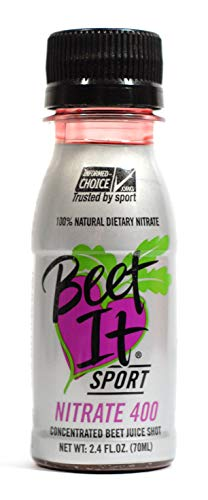 INFORMED-
CHOICE
.ORG
Trusted by sport
100% NATURAL DIETARY NITRATE
Beet
It®
SPORT
NITRATE 400
CONCENTRATED BEET JUICE SHOT
NET WT: 2.4 FL.OZ. (70ML)